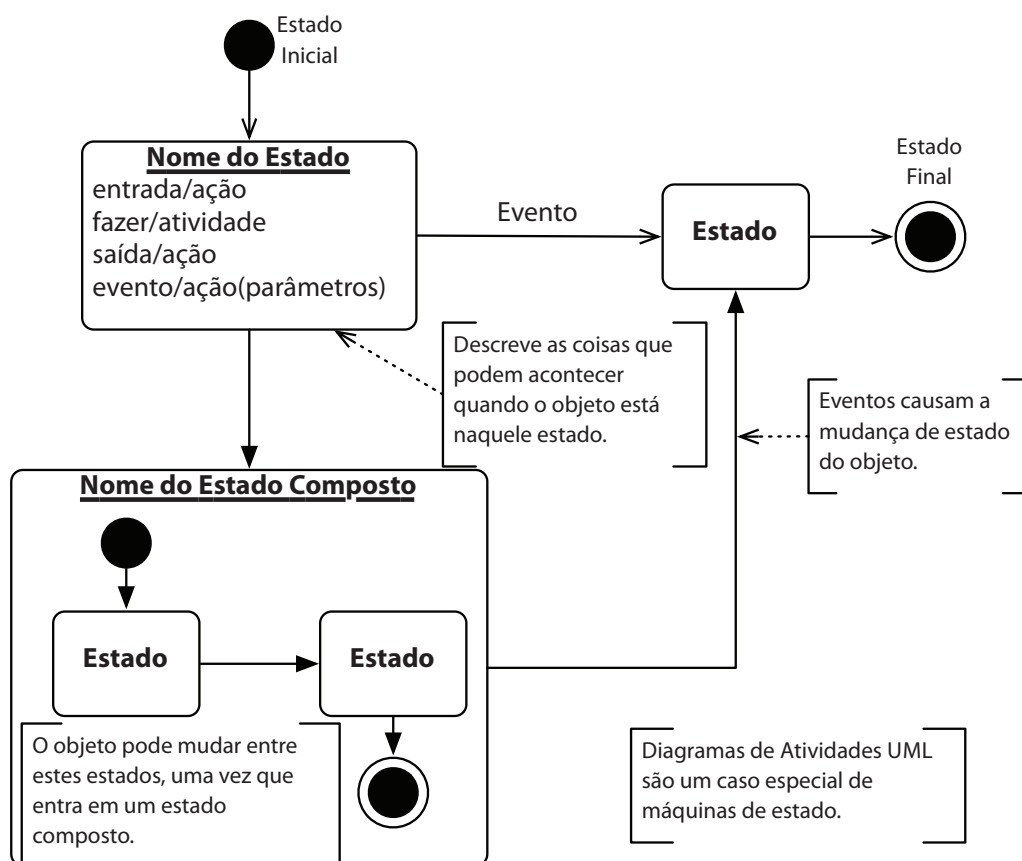 Estado
Inicial
Nome do Estado
entrada/ação
fazer/atividade
saída/ação
evento/ação(parâmetros)
Evento
Estado
Estado
Final
Descreve as coisas que
podem acontecer
quando o objeto está
naquele estado.
Eventos causam a
mudança de estado
do objeto.
Nome do Estado Composto
Estado
Estado
O objeto pode mudar entre
estes estados, uma vez que
entra em um estado
composto.
Diagramas de Atividades UML
são um caso especial de
máquinas de estado.